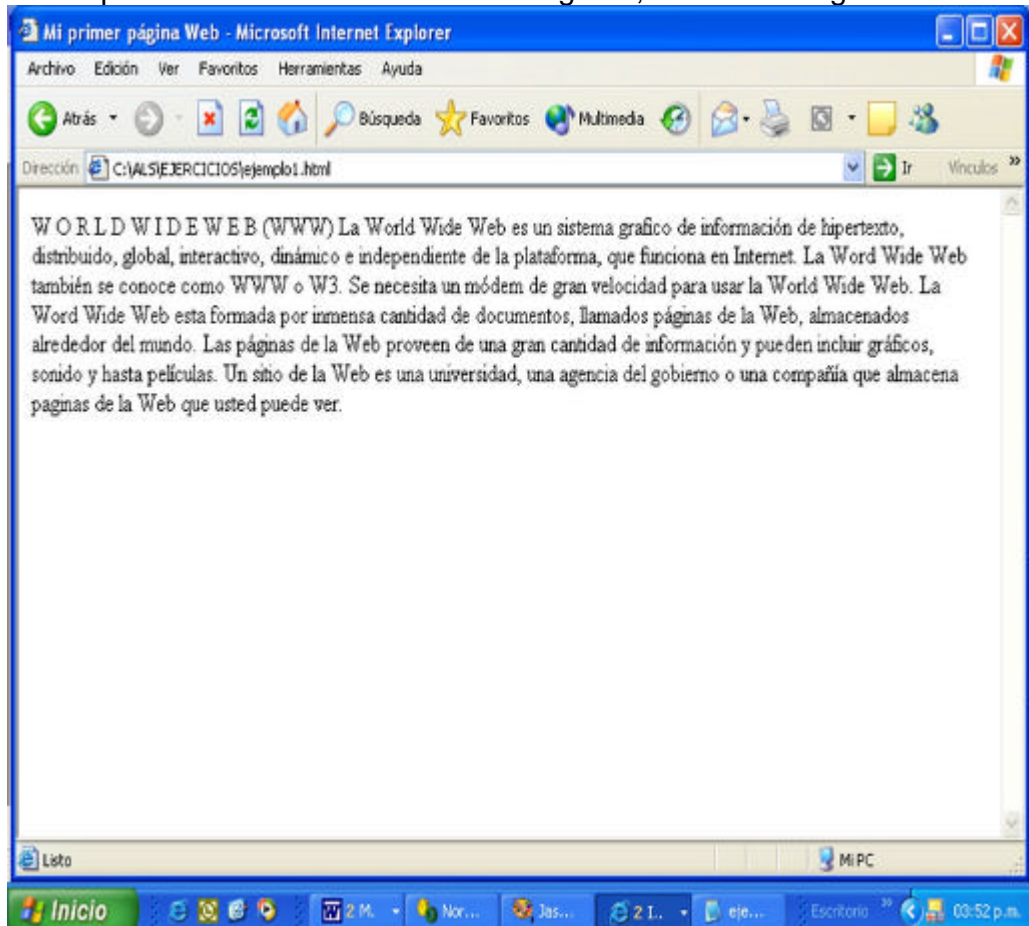 Mi primer página Web - Microsoft Internet Explorer
Archivo Edición Ver Favoritos Herramientas Ayuda
Atrás Búsqueda Favoritos Multimedia
Dirección C:\ALS\EJERCICIOS\ejemplo1.html Ir Vínculos »
W O R L D W I D E W E B (WWW) La World Wide Web es un sistema grafico de información de hipertexto,
distribuido, global, interactivo, dinámico e independiente de la plataforma, que funciona en Internet. La Word Wide Web
también se conoce como WWW o W3. Se necesita un módem de gran velocidad para usar la World Wide Web. La
Word Wide Web esta formada por inmensa cantidad de documentos, llamados páginas de la Web, almacenados
alrededor del mundo. Las páginas de la Web proveen de una gran cantidad de información y pueden incluir gráficos,
sonido y hasta películas. Un sitio de la Web es una universidad, una agencia del gobierno o una compañía que almacena
paginas de la Web que usted puede ver.
Listo Mi PC
Inicio 2 M. Nor... Jas... 2 I.. eje... Escritorio » 03:52 p.m.